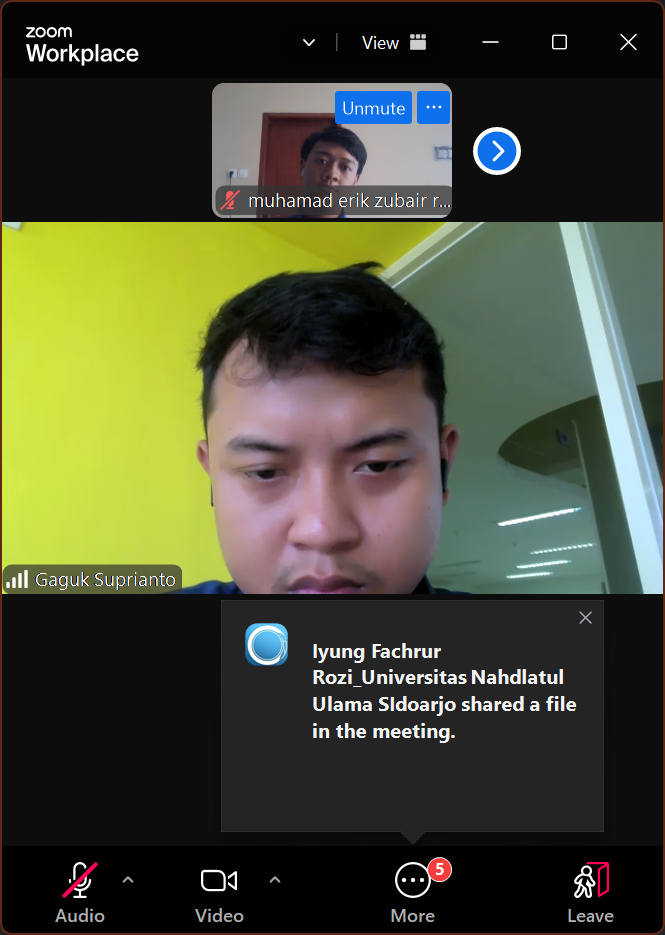 zoom
Workplace
View
Unmute
muhamad erik zubair r...
Gaguk Suprianto
Iyung Fachrur
Rozi_Universitas Nahdlatul
Ulama SIdoarjo shared a file
in the meeting.
5
Audio
Video
More
Leave